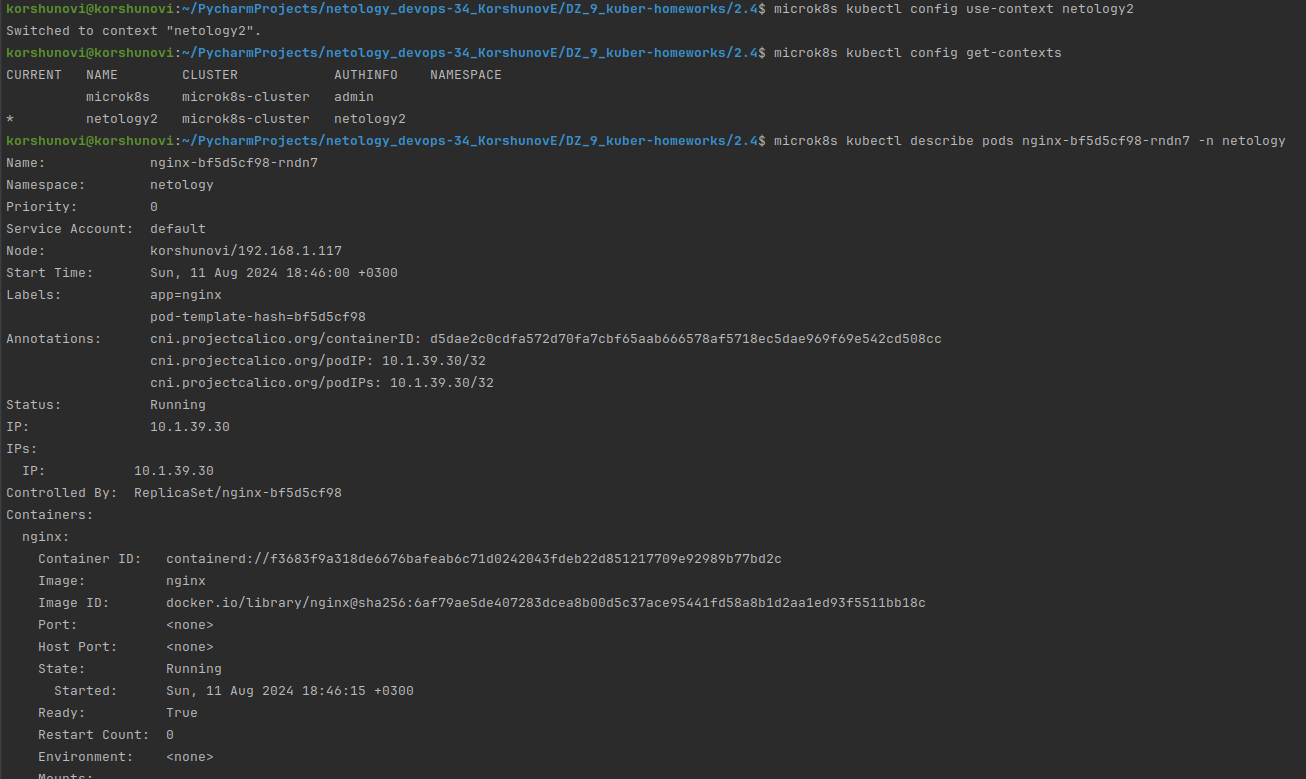 korshunovi@korshunovi:~/PycharmProjects/netology_devops-34_KorshunovE/DZ_9_kuber-homeworks/2.4$ microk8s kubectl config use-context netology2
Switched to context "netology2".
korshunovi@korshunovi:~/PycharmProjects/netology_devops-34_KorshunovE/DZ_9_kuber-homeworks/2.4$ microk8s kubectl config get-contexts
CURRENT   NAME        CLUSTER            AUTHINFO    NAMESPACE
          microk8s    microk8s-cluster   admin
*         netology2   microk8s-cluster   netology2
korshunovi@korshunovi:~/PycharmProjects/netology_devops-34_KorshunovE/DZ_9_kuber-homeworks/2.4$ microk8s kubectl describe pods nginx-bf5d5cf98-rndn7 -n netology
Name:             nginx-bf5d5cf98-rndn7
Namespace:        netology
Priority:         0
Service Account:  default
Node:             korshunovi/192.168.1.117
Start Time:       Sun, 11 Aug 2024 18:46:00 +0300
Labels:           app=nginx
                  pod-template-hash=bf5d5cf98
Annotations:      cni.projectcalico.org/containerID: d5dae2c0cdfa572d70fa7cbf65aab666578af5718ec5dae969f69e542cd508cc
                  cni.projectcalico.org/podIP: 10.1.39.30/32
                  cni.projectcalico.org/podIPs: 10.1.39.30/32
Status:           Running
IP:               10.1.39.30
IPs:
  IP:           10.1.39.30
Controlled By:  ReplicaSet/nginx-bf5d5cf98
Containers:
  nginx:
    Container ID:   containerd://f3683f9a318de6676bafeab6c71d0242043fdeb22d851217709e92989b77bd2c
    Image:          nginx
    Image ID:       docker.io/library/nginx@sha256:6af79ae5de407283dcea8b00d5c37ace95441fd58a8b1d2aa1ed93f5511bb18c
    Port:           <none>
    Host Port:      <none>
    State:          Running
      Started:      Sun, 11 Aug 2024 18:46:15 +0300
    Ready:          True
    Restart Count:  0
    Environment:    <none>
    Mounts: